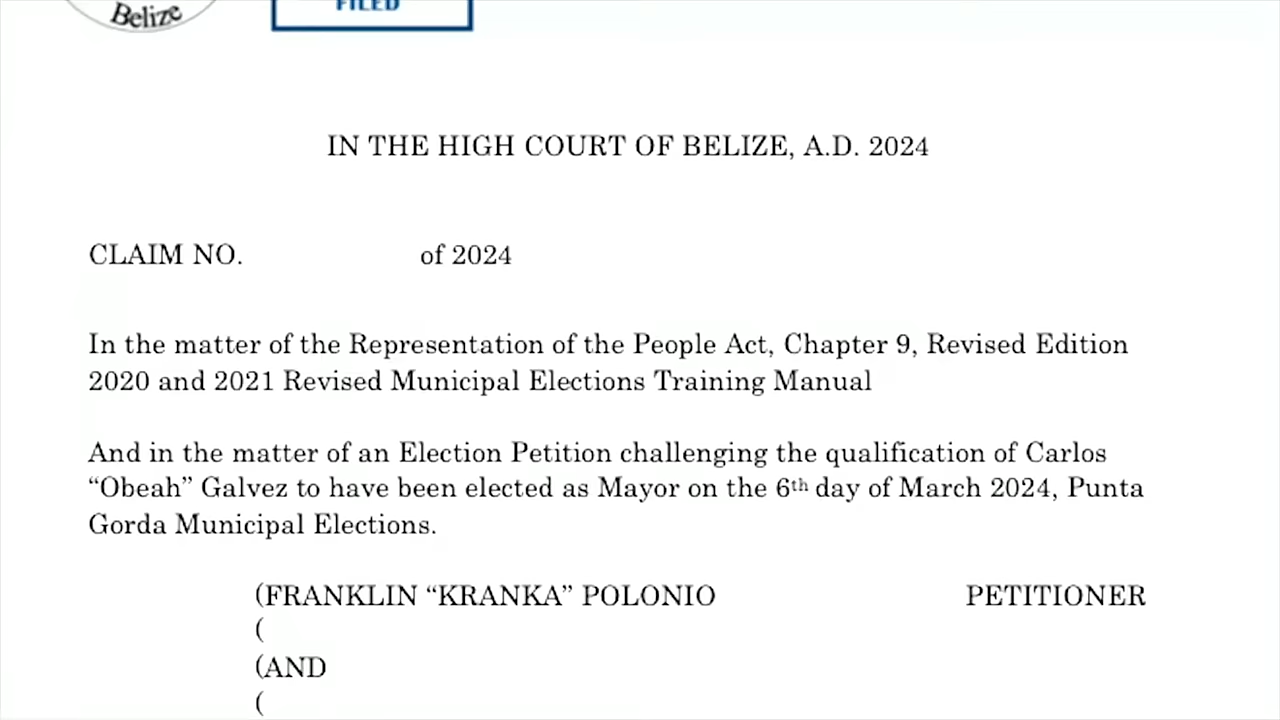 Belize
FILED
IN THE HIGH COURT OF BELIZE, A.D. 2024
CLAIM NO. of 2024
In the matter of the Representation of the People Act, Chapter 9, Revised Edition
2020 and 2021 Revised Municipal Elections Training Manual
And in the matter of an Election Petition challenging the qualification of Carlos
“Obeah” Galvez to have been elected as Mayor on the 6th day of March 2024, Punta
Gorda Municipal Elections.
(FRANKLIN “KRANKA” POLONIO PETITIONER
(
(AND
(